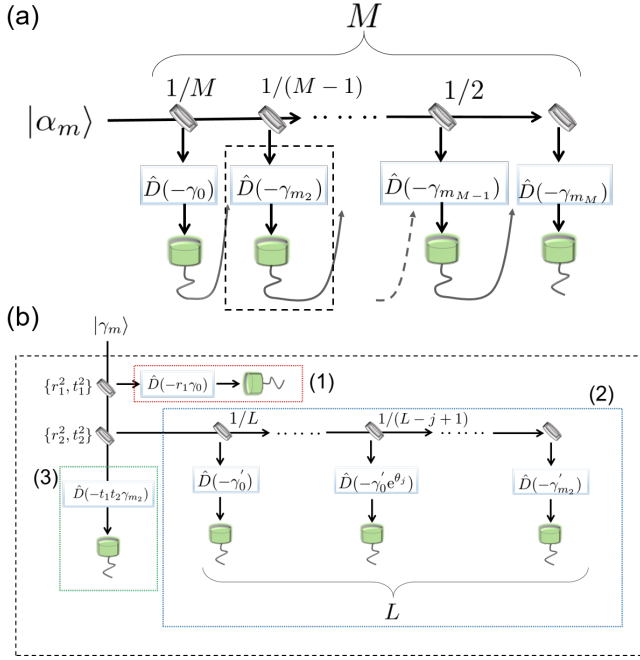 (a)
M
1/M
1/(M − 1)
1/2
|α_m⟩
· · · · · ·
D̂(−γ_0)
D̂(−γ_{m_2})
D̂(−γ_{m_{M−1}})
D̂(−γ_{m_M})
(b)
|γ_m⟩
{r_1^2, t_1^2}
D̂(−r_1γ_0)
(1)
(2)
{r_2^2, t_2^2}
1/L
· · · · · ·
1/(L − j + 1)
· · · · · ·
(3)
D̂(−t_1t_2γ_{m_2})
D̂(−γ_0^')
D̂(−γ_0^'e^{θ_j})
D̂(−γ_{m_2}^')
L